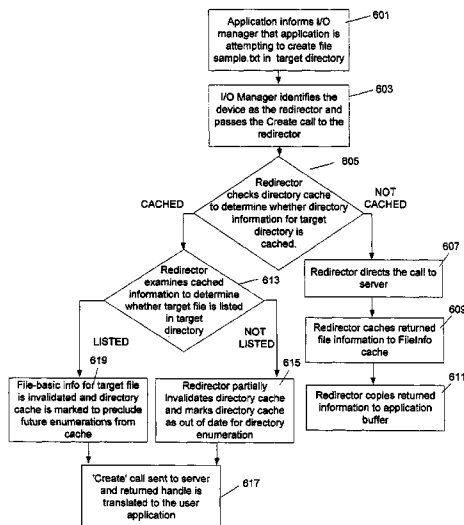 Application informs I/O
manager that application is
attempting to create file
sample.txt in target directory
601
I/O Manager identifies the
device as the redirector and
passes the Create call to the
redirector
603
605
Redirector
checks directory cache
to determine whether directory
information for target
directory is
cached.
CACHED
NOT
CACHED
607
Redirector directs the call to
server
613
Redirector
examines cached
information to determine
whether target file is listed
in target
directory
609
Redirector caches returned
file information to FileInfo
cache
LISTED
NOT
LISTED
611
Redirector copies returned
information to application
buffer
619
File-basic info for target file
is invalidated and directory
cache is marked to preclude
future enumerations from
cache
615
Redirector partially
invalidates directory cache
and marks directory cache
as out of date for directory
enumeration
'Create' call sent to server
and returned handle is
translated to the user
application
617